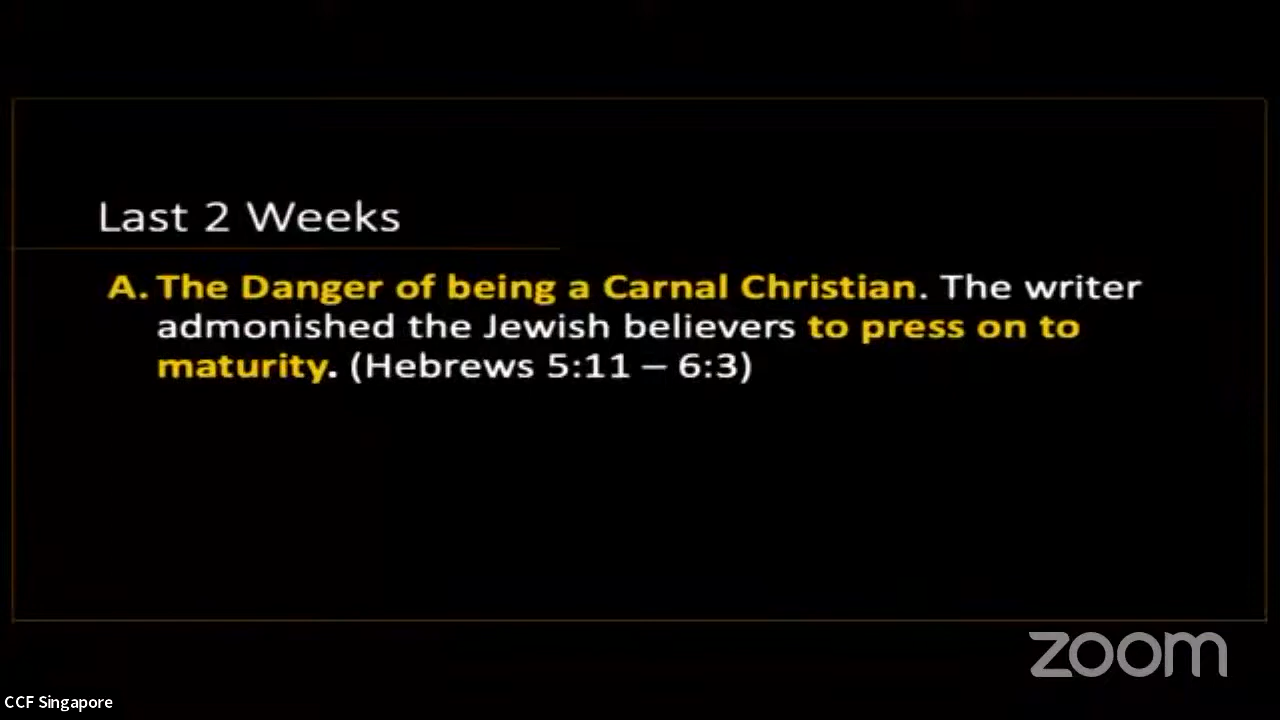 Last 2 Weeks
A. The Danger of being a Carnal Christian. The writer
admonished the Jewish believers to press on to
maturity. (Hebrews 5:11 – 6:3)
zoom
CCF Singapore